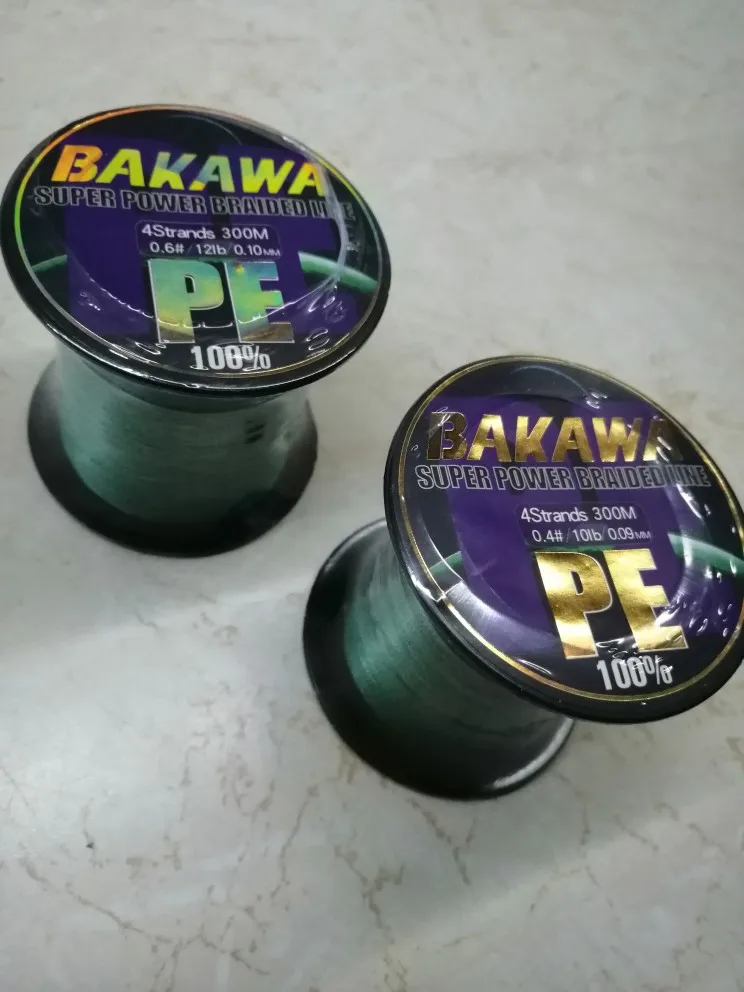 BAKAWA
SUPER POWER BRAIDED LINE
4Strands 300M
0.6# / 12lb / 0.10MM
PE
100%
BAKAWA
SUPER POWER BRAIDED LINE
4Strands 300M
0.4# / 10lb / 0.09MM
PE
100%